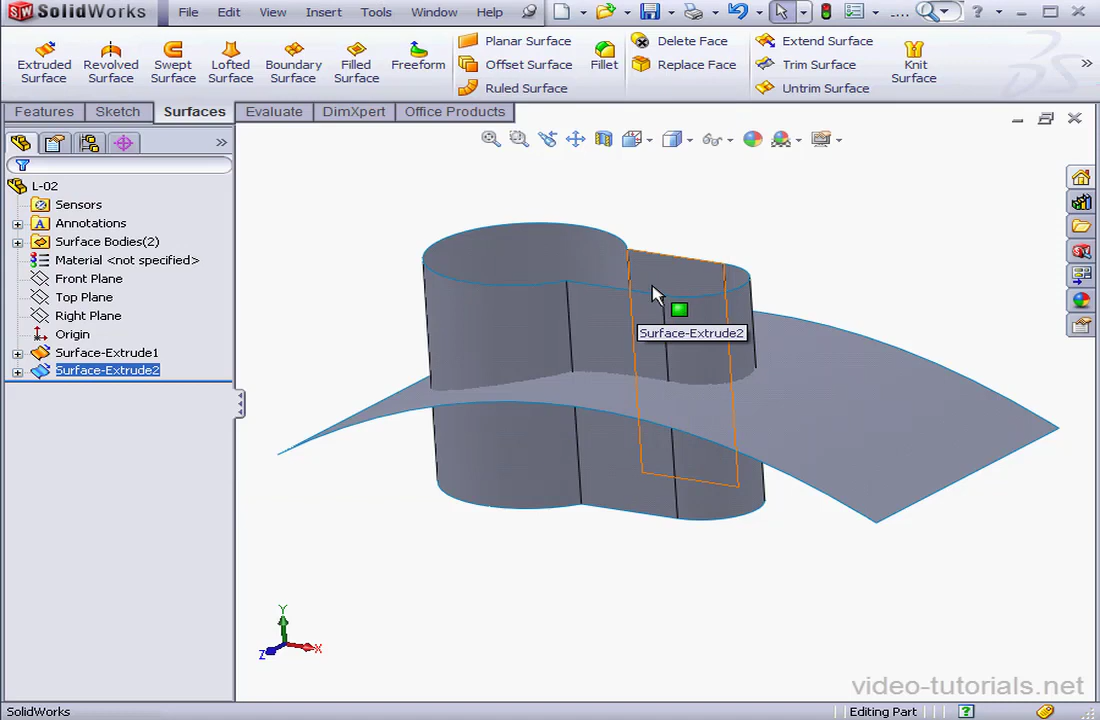 SolidWorks File Edit View Insert Tools Window Help .... ?
Extruded Surface Revolved Surface Swept Surface Lofted Surface Boundary Surface Filled Surface Freeform Planar Surface Offset Surface Ruled Surface Fillet Delete Face Replace Face Extend Surface Trim Surface Untrim Surface Knit Surface »
Features Sketch Surfaces Evaluate DimXpert Office Products
»
L-02
Sensors
Annotations
Surface Bodies(2)
Material <not specified>
Front Plane
Top Plane
Right Plane
Origin
Surface-Extrude1
Surface-Extrude2
Surface-Extrude2
Y
Z X
video-tutorials.net
SolidWorks Editing Part ?